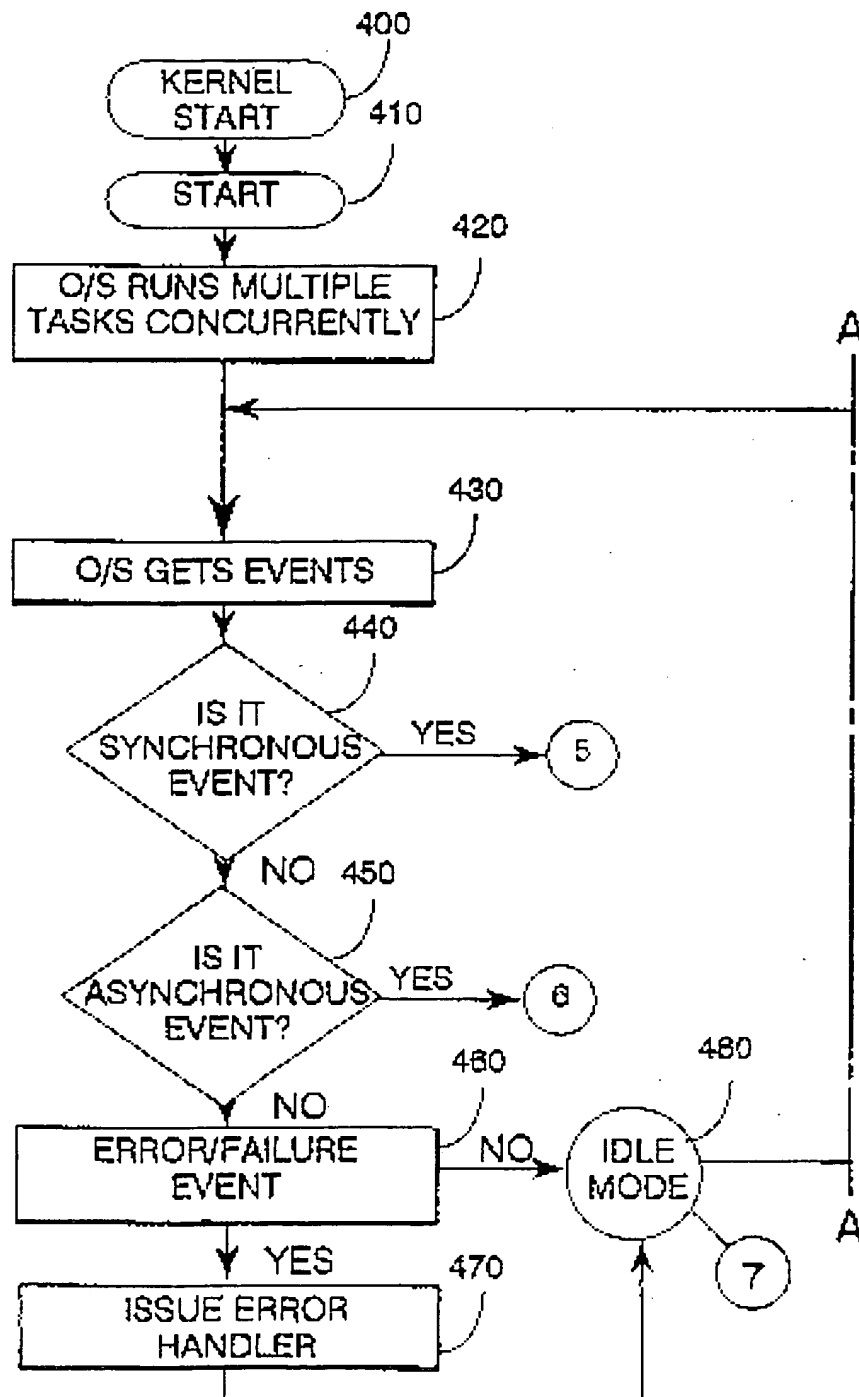 400
KERNEL
START
410
START
420
O/S RUNS MULTIPLE
TASKS CONCURRENTLY
A
430
O/S GETS EVENTS
440
IS IT
SYNCHRONOUS
EVENT?
YES
5
NO
450
IS IT
ASYNCHRONOUS
EVENT?
YES
6
NO
460
480
ERROR/FAILURE
EVENT
NO
IDLE
MODE
A
YES
7
470
ISSUE ERROR
HANDLER